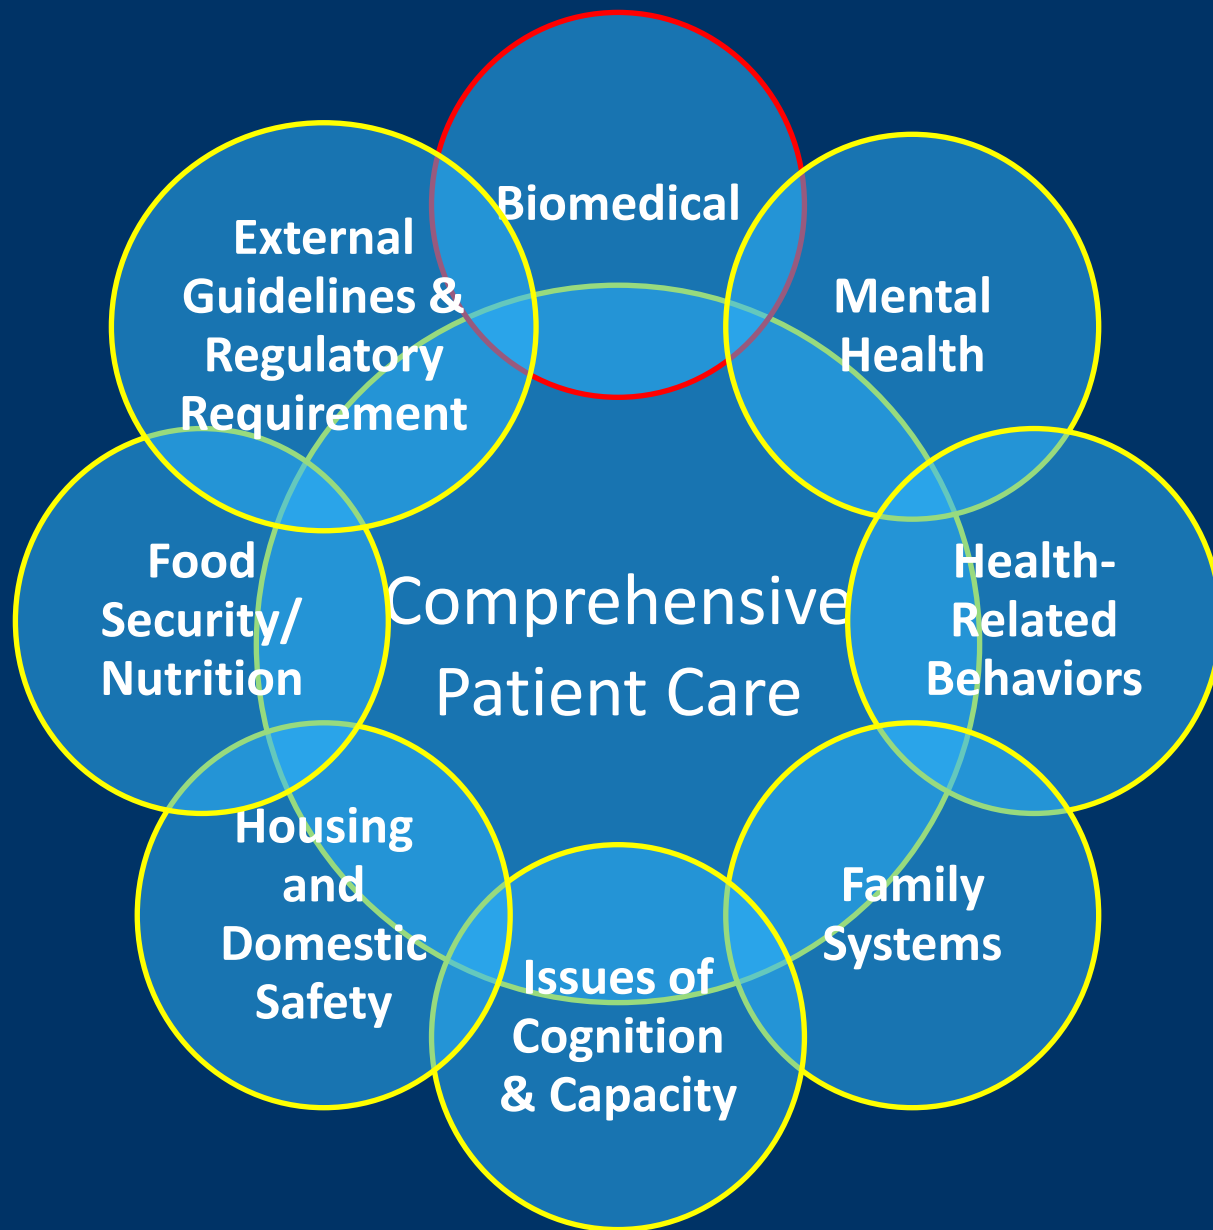 Biomedical
Mental
Health
Health-
Related
Behaviors
Family
Systems
Issues of
Cognition
& Capacity
Housing
and
Domestic
Safety
Food
Security/
Nutrition
External
Guidelines &
Regulatory
Requirement
Comprehensive
Patient Care